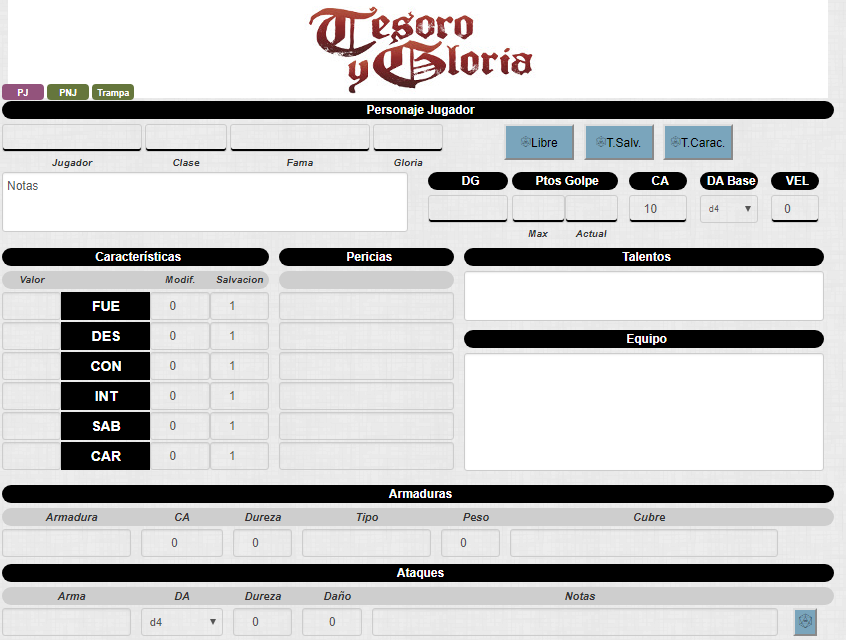 Tesoro
y Gloria
PJ PNJ Trampa
Personaje Jugador
Libre T.Salv. T.Carac.
Jugador Clase Fama Gloria
Notas
DG Ptos Golpe CA DA Base VEL
10 d4 0
Max Actual
Características Pericias Talentos
Valor Modif. Salvacion
FUE 0 1
DES 0 1
Equipo
CON 0 1
INT 0 1
SAB 0 1
CAR 0 1
Armaduras
Armadura CA Dureza Tipo Peso Cubre
0 0 0
Ataques
Arma DA Dureza Daño Notas
d4 0 0